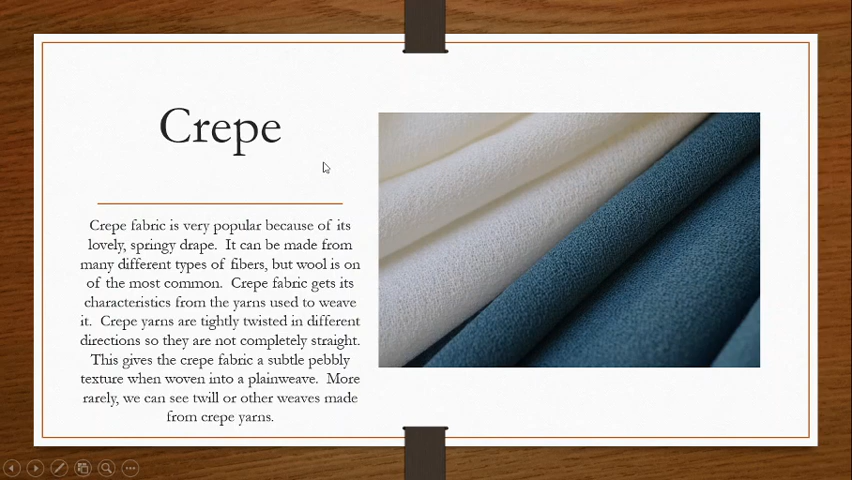 Crepe
Crepe fabric is very popular because of its
lovely, springy drape.  It can be made from
many different types of fibers, but wool is on
of the most common.  Crepe fabric gets its
characteristics from the yarns used to weave
it.  Crepe yarns are tightly twisted in different
directions so they are not completely straight.
This gives the crepe fabric a subtle pebbly
texture when woven into a plainweave.  More
rarely, we can see twill or other weaves made
from crepe yarns.